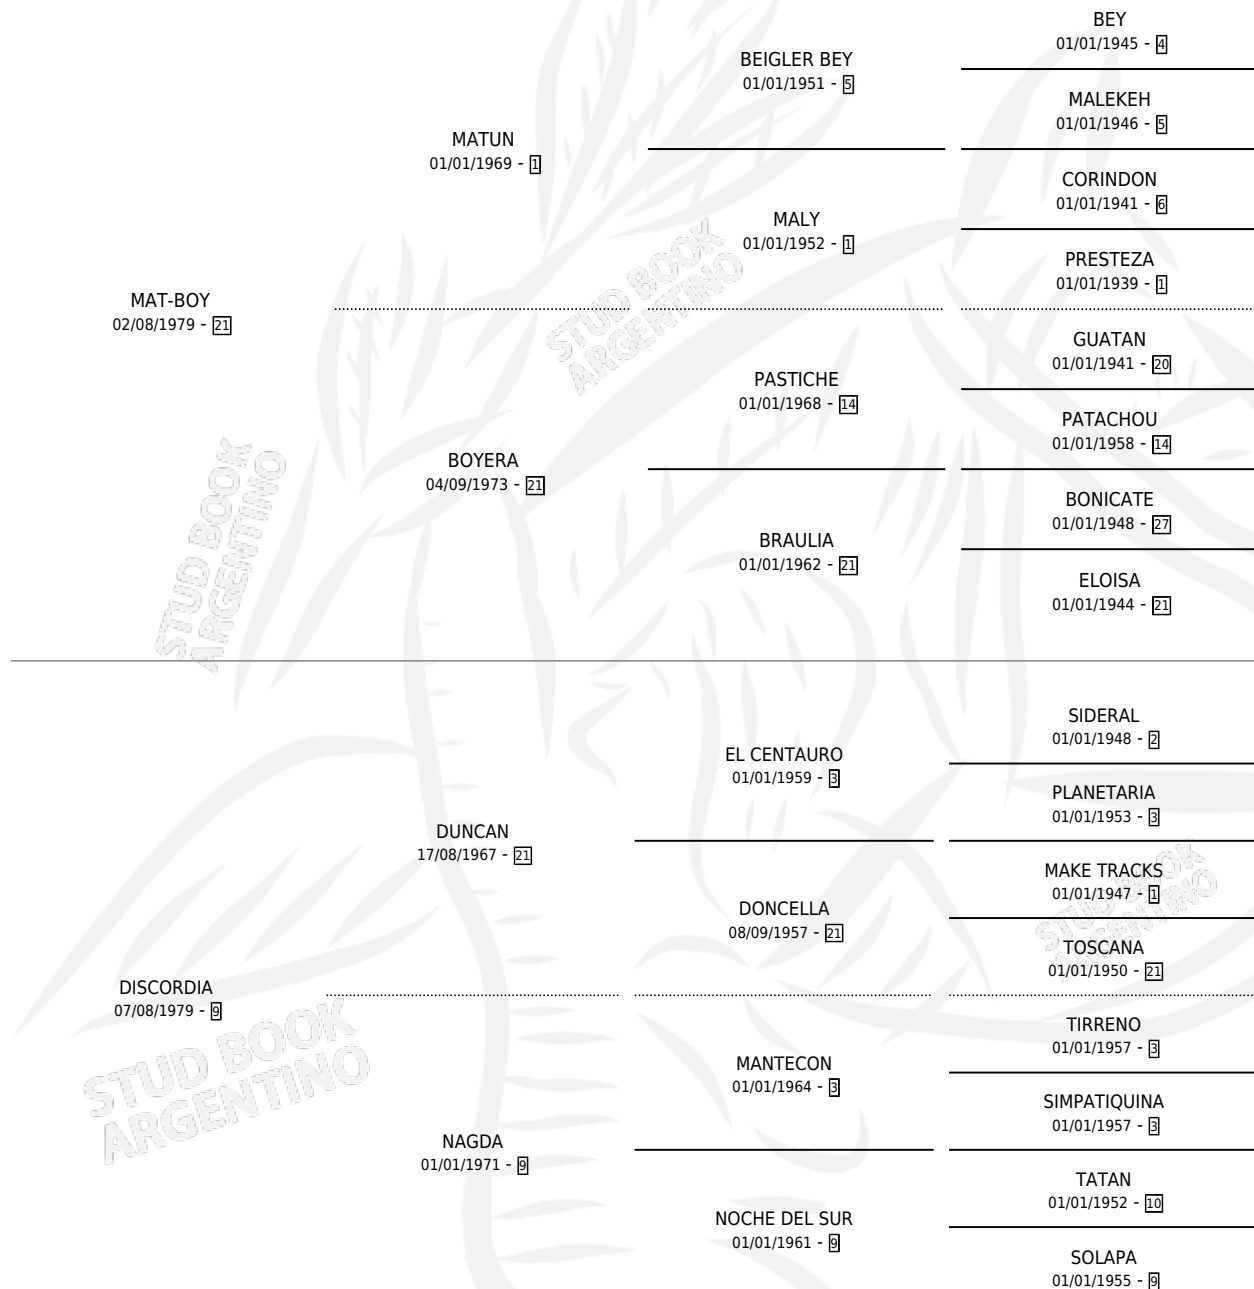 BEY
01/01/1945 - 4
BEIGLER BEY
01/01/1951 - 5
MALEKEH
01/01/1946 - 5
MATUN
01/01/1969 - 1
CORINDON
01/01/1941 - 6
MALY
01/01/1952 - 1
PRESTEZA
01/01/1939 - 1
MAT-BOY
02/08/1979 - 21
STUD BOOK
ARGENTINO
GUATAN
01/01/1941 - 20
PASTICHE
01/01/1968 - 14
PATACHOU
01/01/1958 - 14
BOYERA
04/09/1973 - 21
BONICATE
01/01/1948 - 27
BRAULIA
01/01/1962 - 21
ELOISA
01/01/1944 - 21
STUD BOOK
ARGENTINO
SIDERAL
01/01/1948 - 2
EL CENTAURO
01/01/1959 - 3
PLANETARIA
01/01/1953 - 3
DUNCAN
17/08/1967 - 21
MAKE TRACKS
01/01/1947 - 1
DONCELLA
08/09/1957 - 21
TOSCANA
01/01/1950 - 21
STUD BOOK
ARGENTINO
DISCORDIA
07/08/1979 - 9
TIRRENO
01/01/1957 - 3
MANTECON
01/01/1964 - 3
SIMPATIQUINA
01/01/1957 - 3
STUD BOOK
ARGENTINO
NAGDA
01/01/1971 - 9
TATAN
01/01/1952 - 10
NOCHE DEL SUR
01/01/1961 - 9
SOLAPA
01/01/1955 - 9